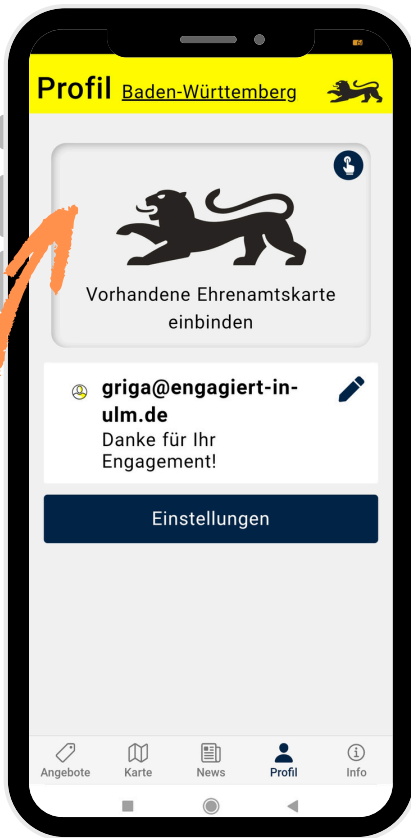 Profil Baden-Württemberg
Vorhandene Ehrenamtskarte
einbinden
griga@engagiert-in-
ulm.de
Danke für Ihr
Engagement!
Einstellungen
Angebote Karte News Profil Info